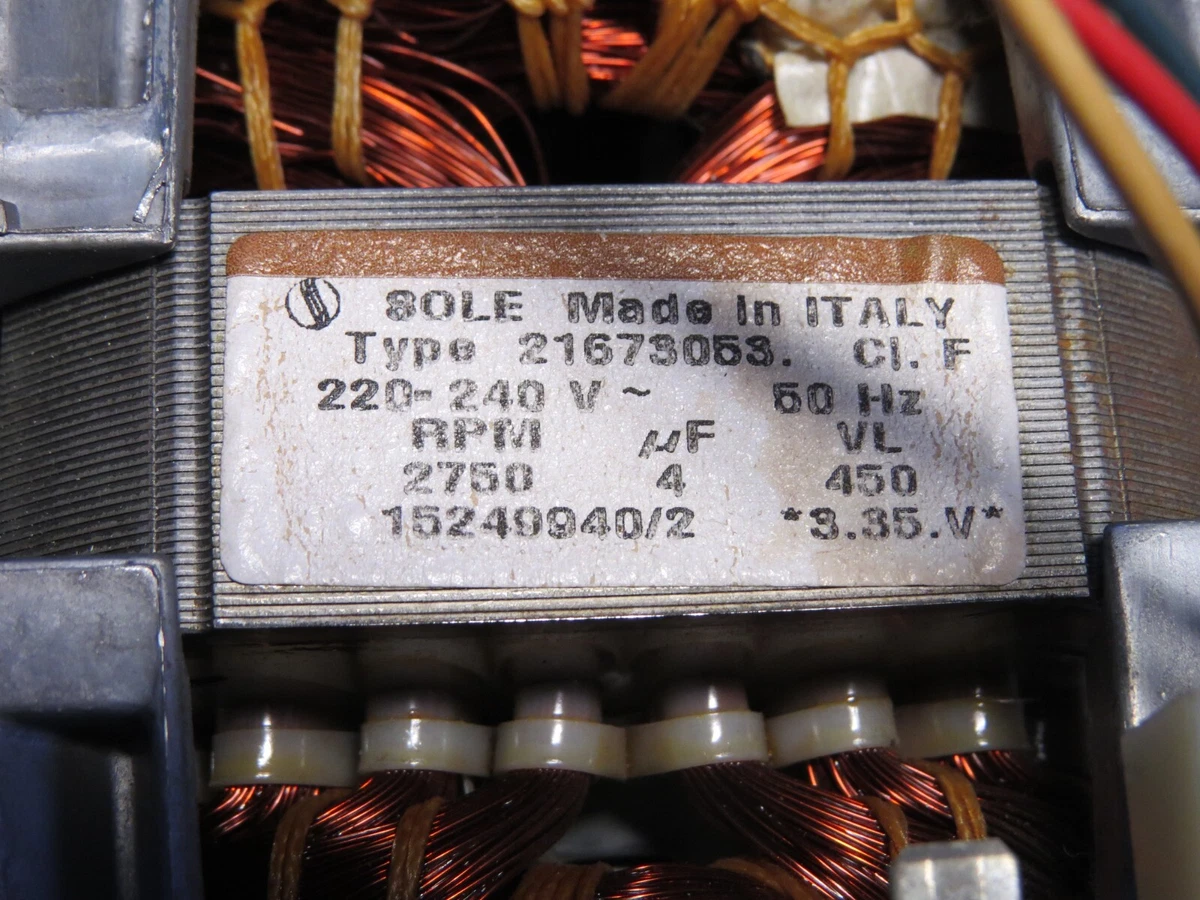 SOLE Made in ITALY
Type 21673053. Cl. F
220-240 V ~ 50 Hz
RPM µF VL
2750 4 450
15249940/2 *3.35.V*